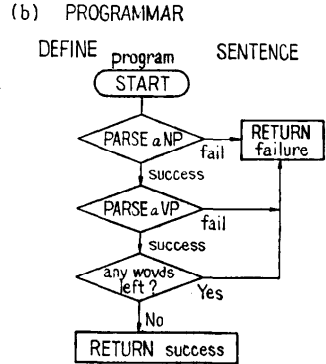 (b) PROGRAMMAR
DEFINE program SENTENCE
START
PARSE a NP
fail
RETURN
failure
success
PARSE a VP
fail
success
any words
left?
Yes
No
RETURN success